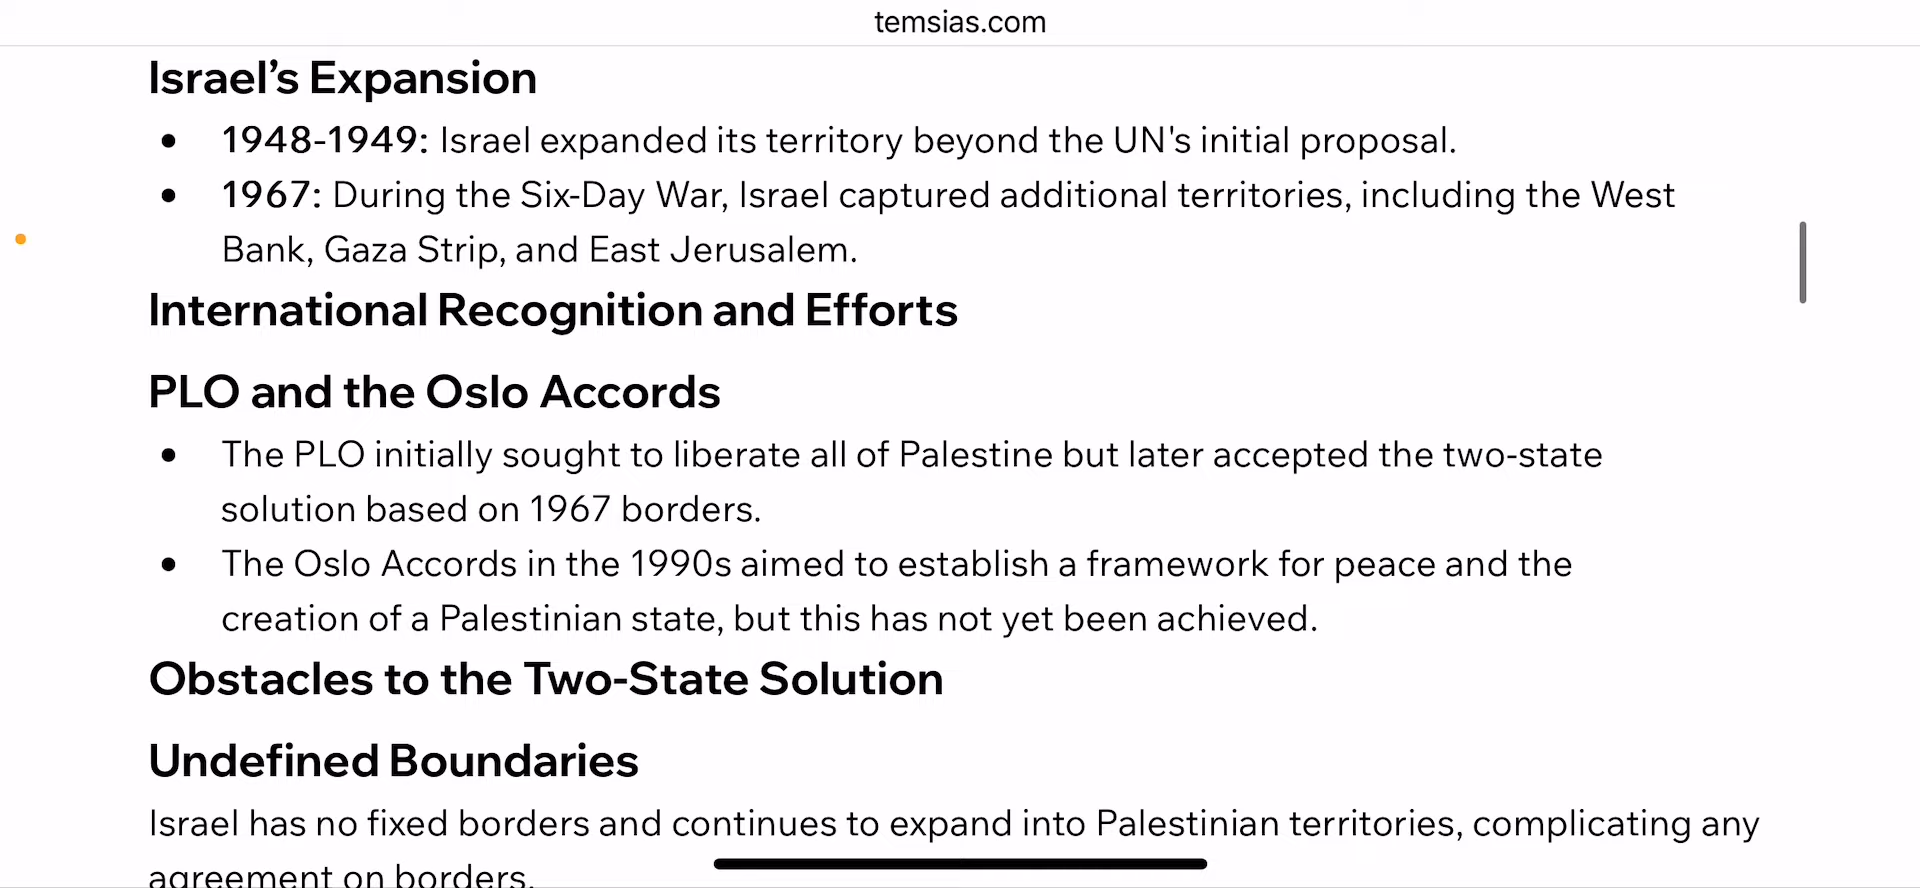 temsias.com
Israel’s Expansion
• 1948-1949: Israel expanded its territory beyond the UN's initial proposal.
• 1967: During the Six-Day War, Israel captured additional territories, including the West
Bank, Gaza Strip, and East Jerusalem.
International Recognition and Efforts
PLO and the Oslo Accords
• The PLO initially sought to liberate all of Palestine but later accepted the two-state
solution based on 1967 borders.
• The Oslo Accords in the 1990s aimed to establish a framework for peace and the
creation of a Palestinian state, but this has not yet been achieved.
Obstacles to the Two-State Solution
Undefined Boundaries
Israel has no fixed borders and continues to expand into Palestinian territories, complicating any
agreement on borders.